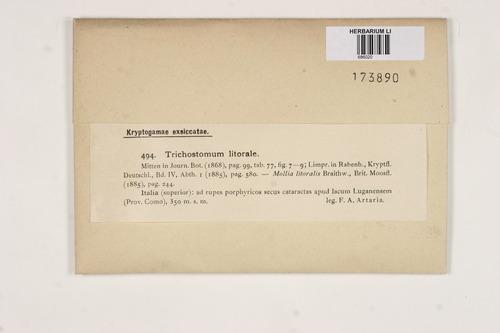 HERBARIUM LI
686020
173890
Kryptogamae exsiccatae.
494. Trichostomum litorale.
Mitten in Journ. Bot. (1868), pag. 99, tab. 77, fig. 7—9; Limpr. in Rabenh., Kryptfl.
Deutschl., Bd. IV, Abth. 1 (1885), pag. 580. — Mollia litoralis Braithw., Brit. Mossfl.
(1885), pag. 244.
Italia (superior): ad rupes porphyricos secus cataractas apud lacum Luganensem
(Prov. Como), 350 m. s. m. leg. F. A. Artaria.